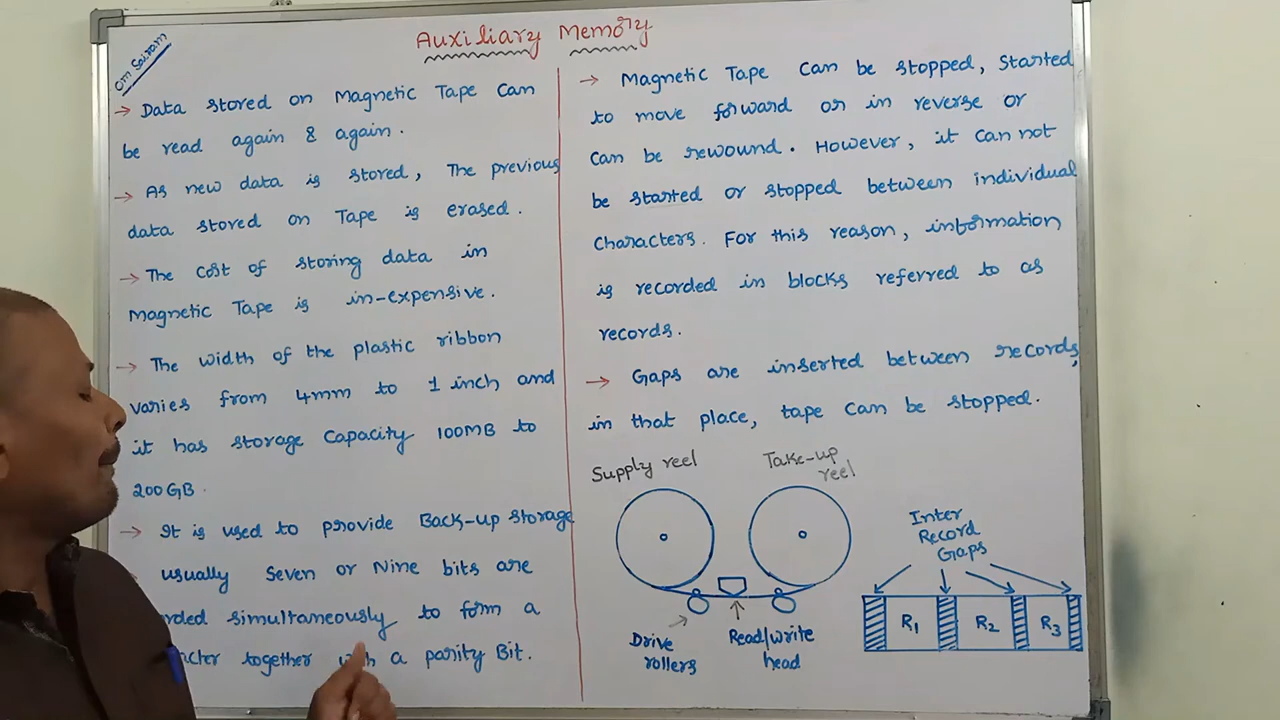 Auxiliary Memory
Om Sairam
→ Data stored on Magnetic Tape can
be read again & again.
→ As new data is stored, The previous
data stored on Tape is erased.
→ The cost of storing data in
Magnetic Tape is in-expensive.
→ The width of the plastic ribbon
varies from 4mm to 1 inch and
it has storage capacity 100MB to
200 GB.
→ It is used to provide Back-up storage
usually Seven or Nine bits are
simultaneously to form a
together a parity Bit.
→ Magnetic Tape can be stopped, started
to move forward or in reverse or
can be rewound. However, it can not
be started or stopped between individual
characters. For this reason, information
is recorded in blocks referred to as
records.
→ Gaps are inserted between records,
in that place, tape can be stopped.
Supply reel
Take-up
reel
Drive
rollers
Read/write
head
Inter
Record
Gaps
R1 R2 R3